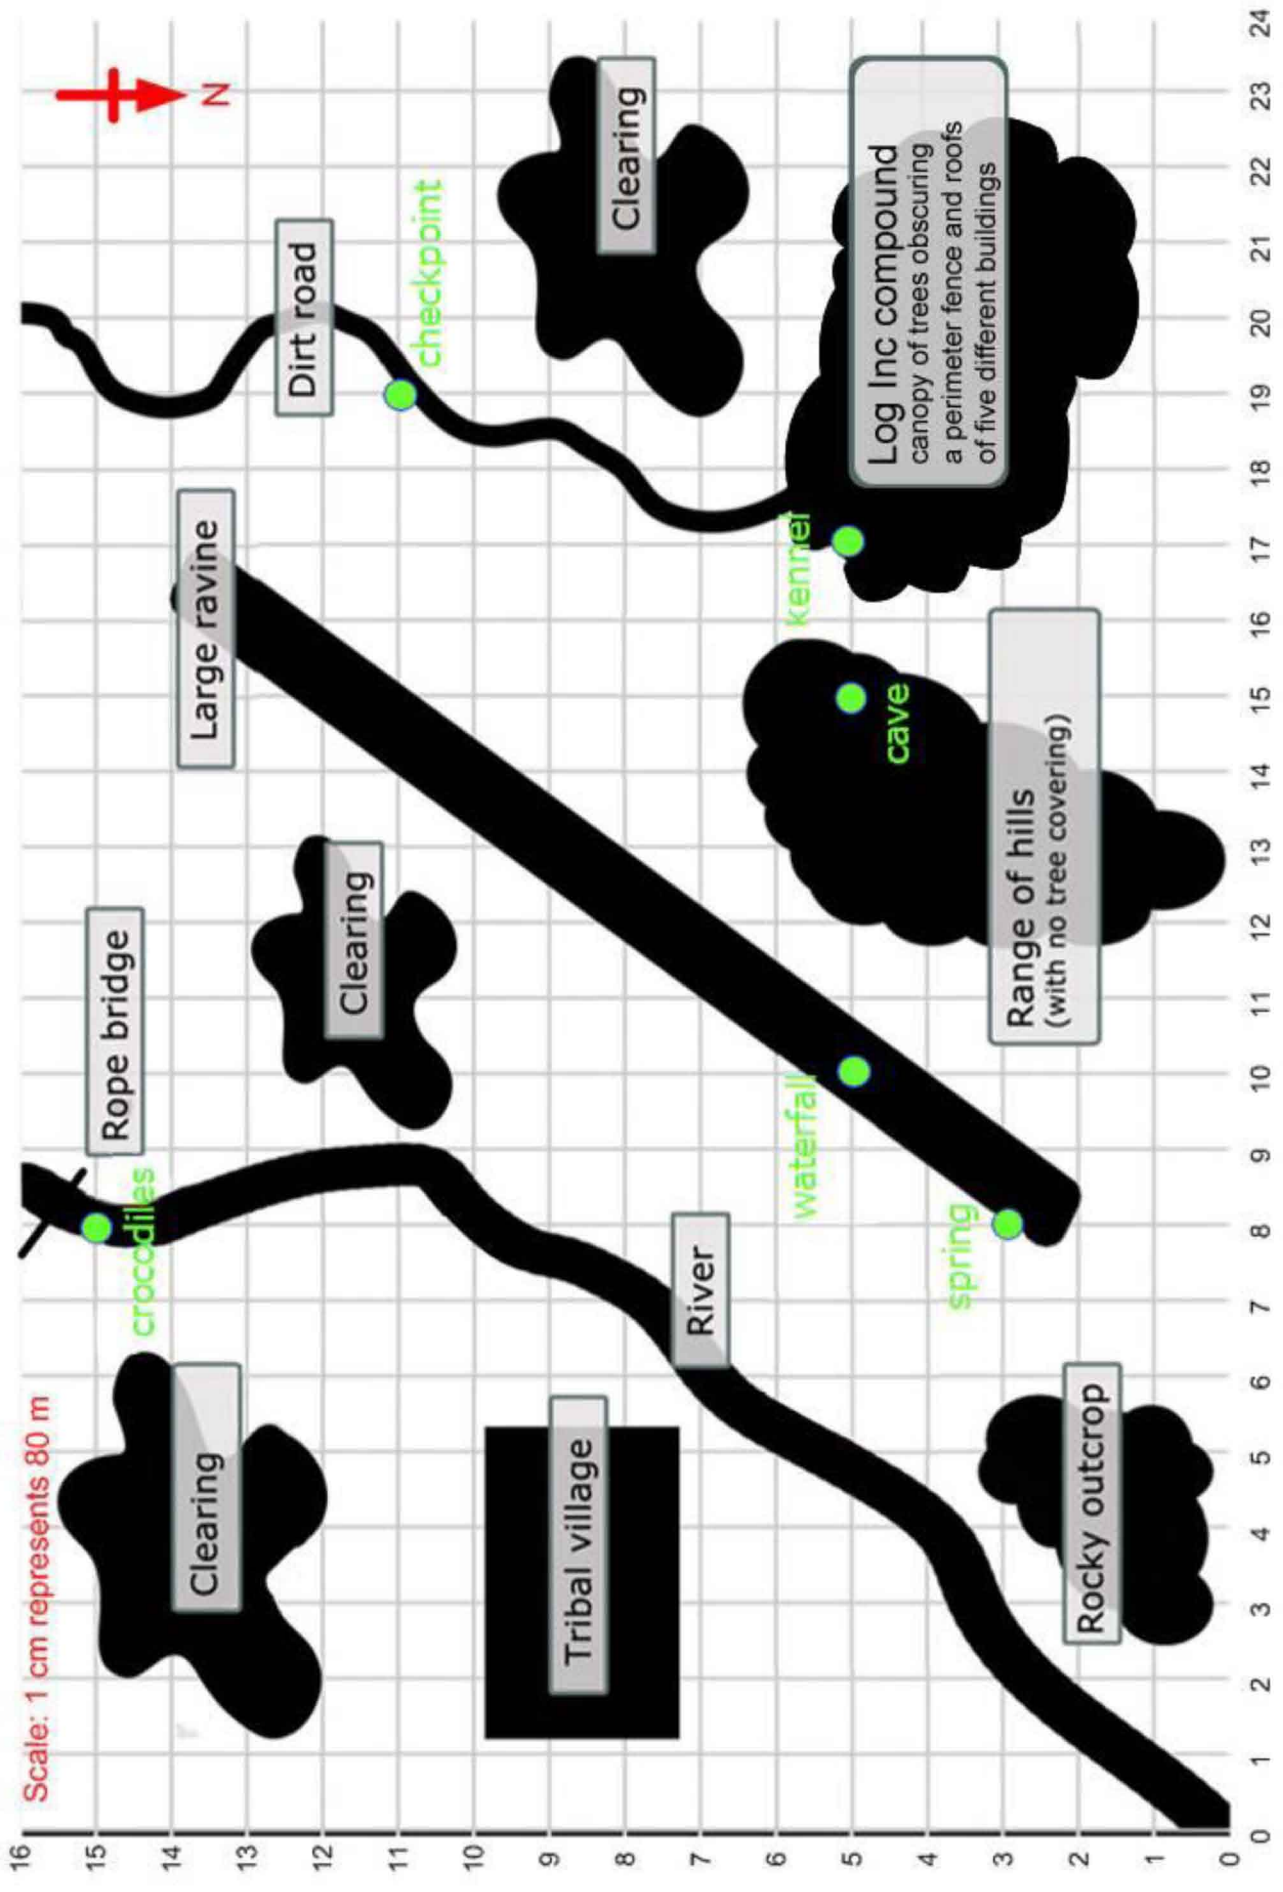 Scale: 1 cm represents 80 m
N
Rope bridge
crocodiles
Clearing
Large ravine
Dirt road
checkpoint
Clearing
Clearing
Tribal village
River
waterfall
spring
kennel
cave
Log Inc compound
canopy of trees obscuring
a perimeter fence and roofs
of five different buildings
Range of hills
(with no tree covering)
Rocky outcrop
16
15
14
13
12
11
10
9
8
7
6
5
4
3
2
1
0
0 1 2 3 4 5 6 7 8 9 10 11 12 13 14 15 16 17 18 19 20 21 22 23 24